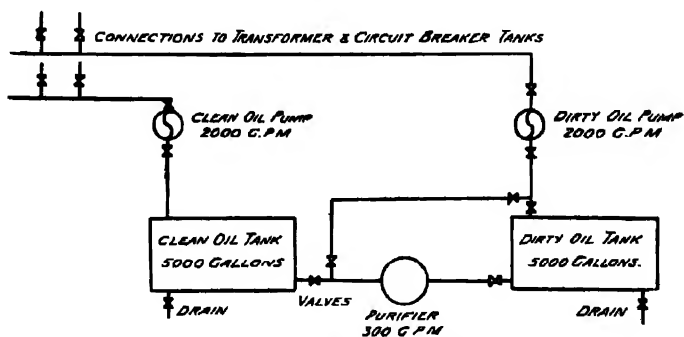 CONNECTIONS TO TRANSFORMER & CIRCUIT BREAKER TANKS
CLEAN OIL PUMP
2000 G.P.M
DIRTY OIL PUMP
2000 G.P.M
CLEAN OIL TANK
5000 GALLONS
DIRTY OIL TANK
5000 GALLONS.
DRAIN
VALVES
PURIFIER
300 G P M
DRAIN